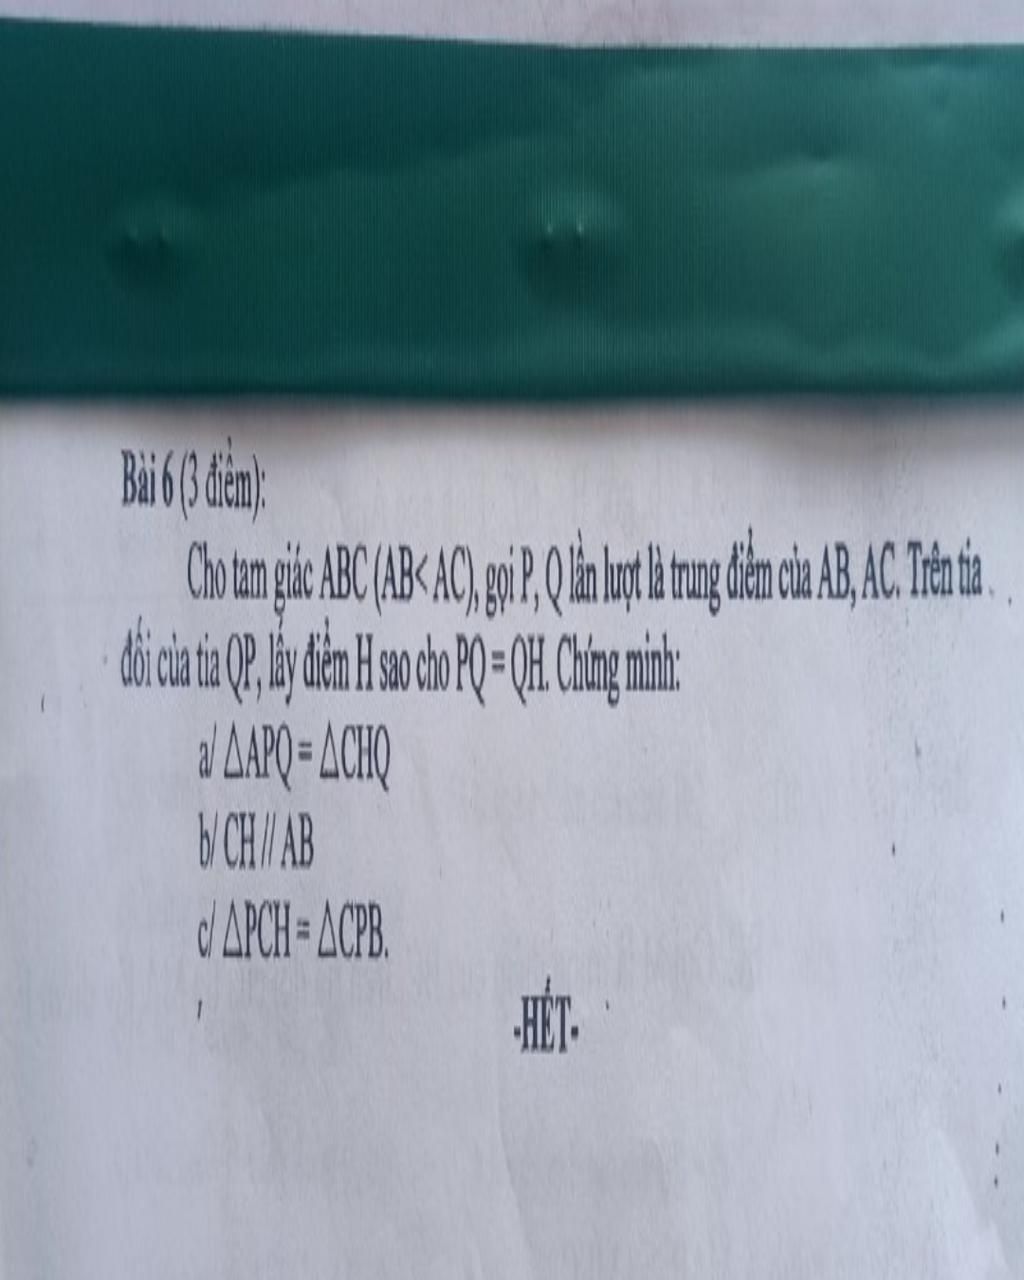 Bài 6 (3 điểm):
Cho tam giác ABC (AB< AC), gọi P, Q lần lượt là trung điểm của AB, AC. Trên tia
đối của tia QP, lấy điểm H sao cho PQ = QH. Chứng minh:
a/ △APQ = △CHQ
b/ CH // AB
c/ △PCH = △CPB.
-HẾT-